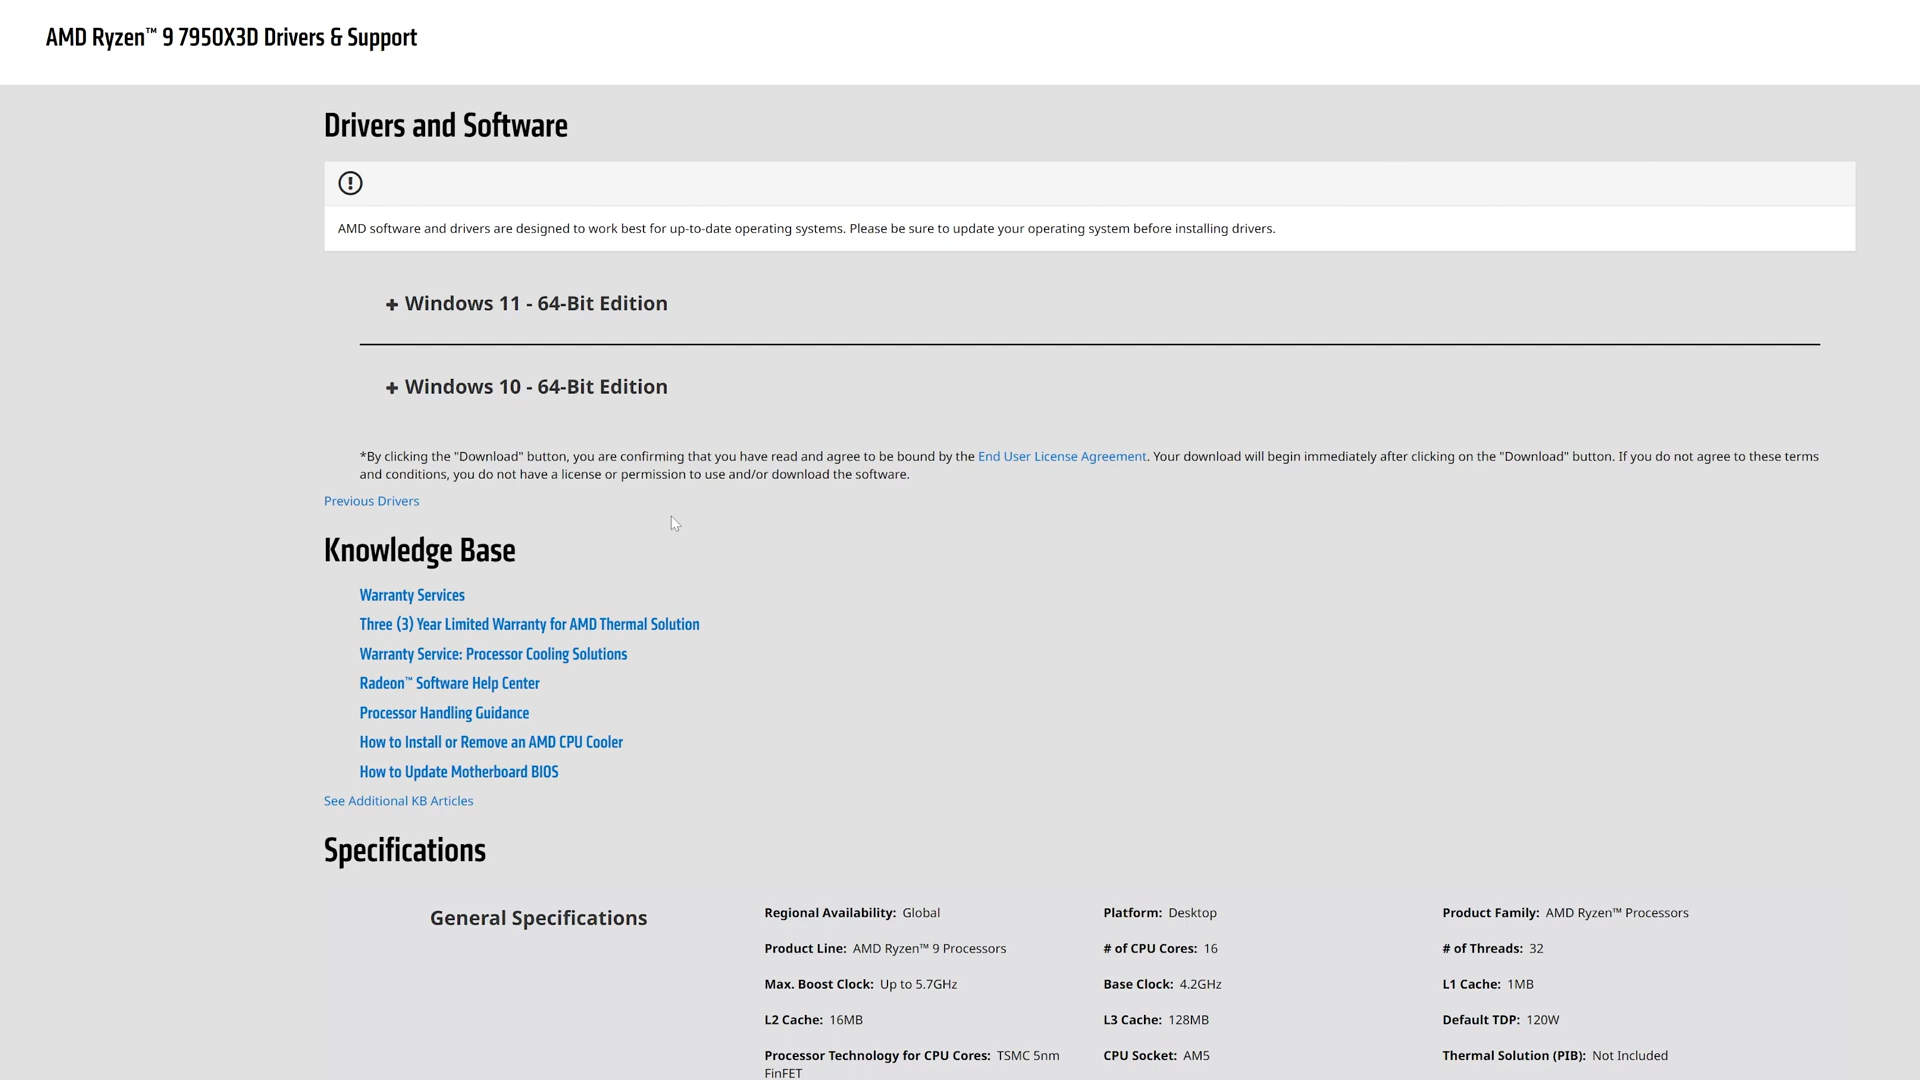 AMD Ryzen™ 9 7950X3D Drivers & Support
Drivers and Software
AMD software and drivers are designed to work best for up-to-date operating systems. Please be sure to update your operating system before installing drivers.
+ Windows 11 - 64-Bit Edition
+ Windows 10 - 64-Bit Edition
*By clicking the "Download" button, you are confirming that you have read and agree to be bound by the End User License Agreement. Your download will begin immediately after clicking on the "Download" button. If you do not agree to these terms
and conditions, you do not have a license or permission to use and/or download the software.
Previous Drivers
Knowledge Base
Warranty Services
Three (3) Year Limited Warranty for AMD Thermal Solution
Warranty Service: Processor Cooling Solutions
Radeon™ Software Help Center
Processor Handling Guidance
How to Install or Remove an AMD CPU Cooler
How to Update Motherboard BIOS
See Additional KB Articles
Specifications
General Specifications
Regional Availability: Global
Platform: Desktop
Product Family: AMD Ryzen™ Processors
Product Line: AMD Ryzen™ 9 Processors
# of CPU Cores: 16
# of Threads: 32
Max. Boost Clock: Up to 5.7GHz
Base Clock: 4.2GHz
L1 Cache: 1MB
L2 Cache: 16MB
L3 Cache: 128MB
Default TDP: 120W
Processor Technology for CPU Cores: TSMC 5nm
FinFET
CPU Socket: AM5
Thermal Solution (PIB): Not Included